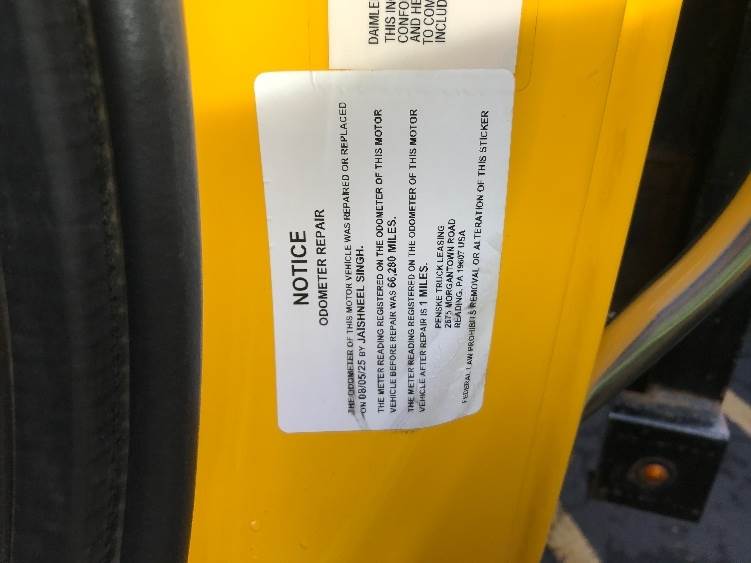 DAIMLE
THIS IN
CONFO
AND HE
TO COM
INCLUD
NOTICE
ODOMETER REPAIR
THE ODOMETER OF THIS MOTOR VEHICLE WAS REPAIRED OR REPLACED
ON 08/05/25 BY JAISHNEEL SINGH.
THE METER READING REGISTERED ON THE ODOMETER OF THIS MOTOR
VEHICLE BEFORE REPAIR WAS 66,280 MILES.
THE METER READING REGISTERED ON THE ODOMETER OF THIS MOTOR
VEHICLE AFTER REPAIR IS 1 MILES.
PENSKE TRUCK LEASING
2675 MORGANTOWN ROAD
READING, PA 19607 USA
FEDERAL LAW PROHIBITS REMOVAL OR ALTERATION OF THIS STICKER